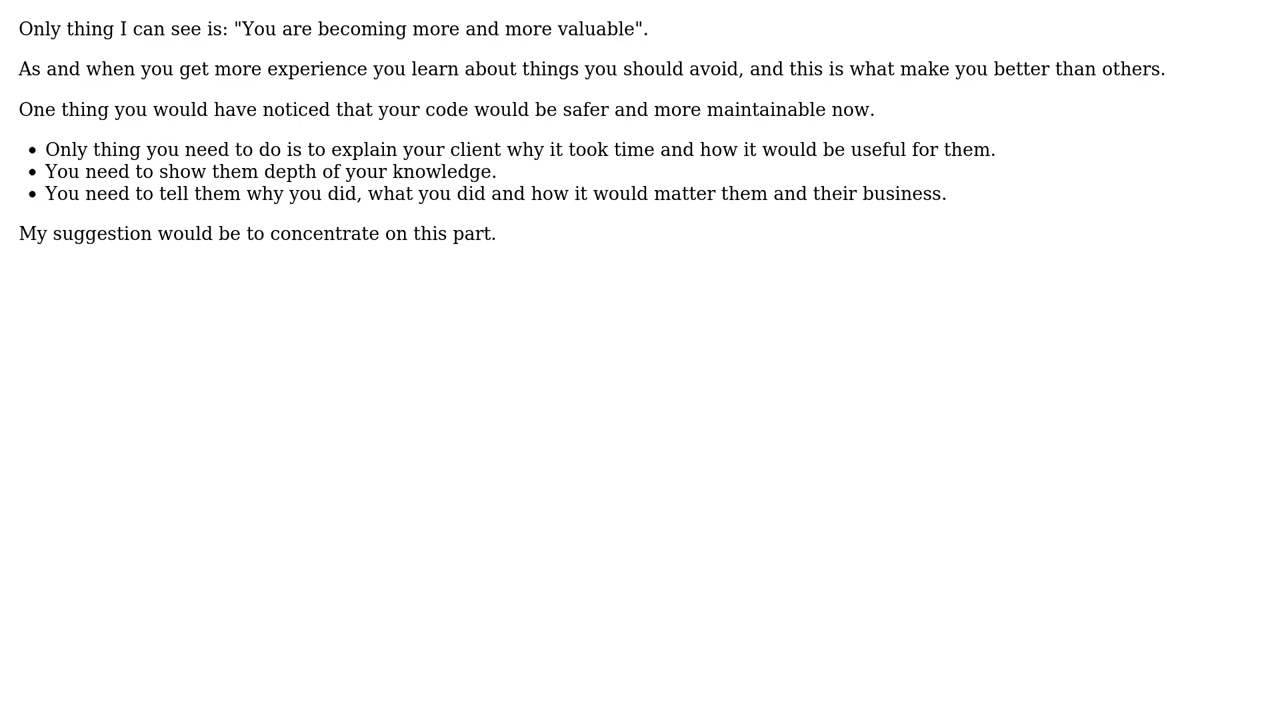 Only thing I can see is: "You are becoming more and more valuable".
As and when you get more experience you learn about things you should avoid, and this is what make you better than others.
One thing you would have noticed that your code would be safer and more maintainable now.
• Only thing you need to do is to explain your client why it took time and how it would be useful for them.
• You need to show them depth of your knowledge.
• You need to tell them why you did, what you did and how it would matter them and their business.
My suggestion would be to concentrate on this part.